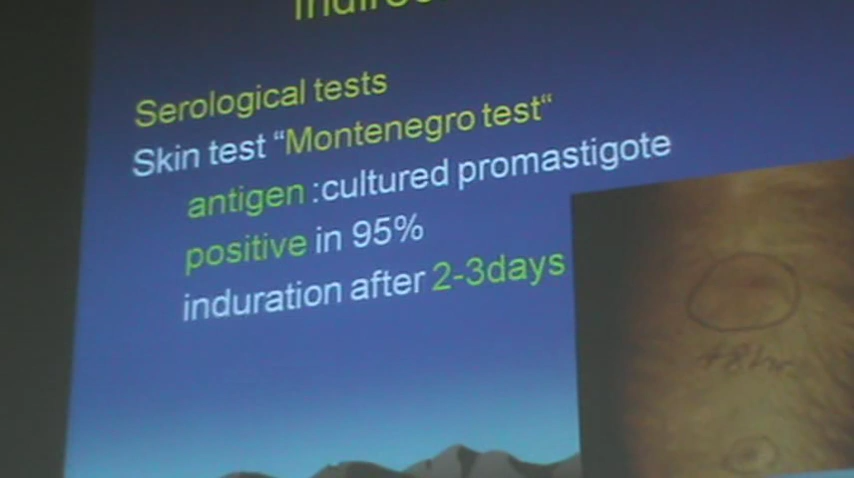 Serological tests
Skin test “Montenegro test“
antigen :cultured promastigote
positive in 95%
induration after 2-3days
48hr